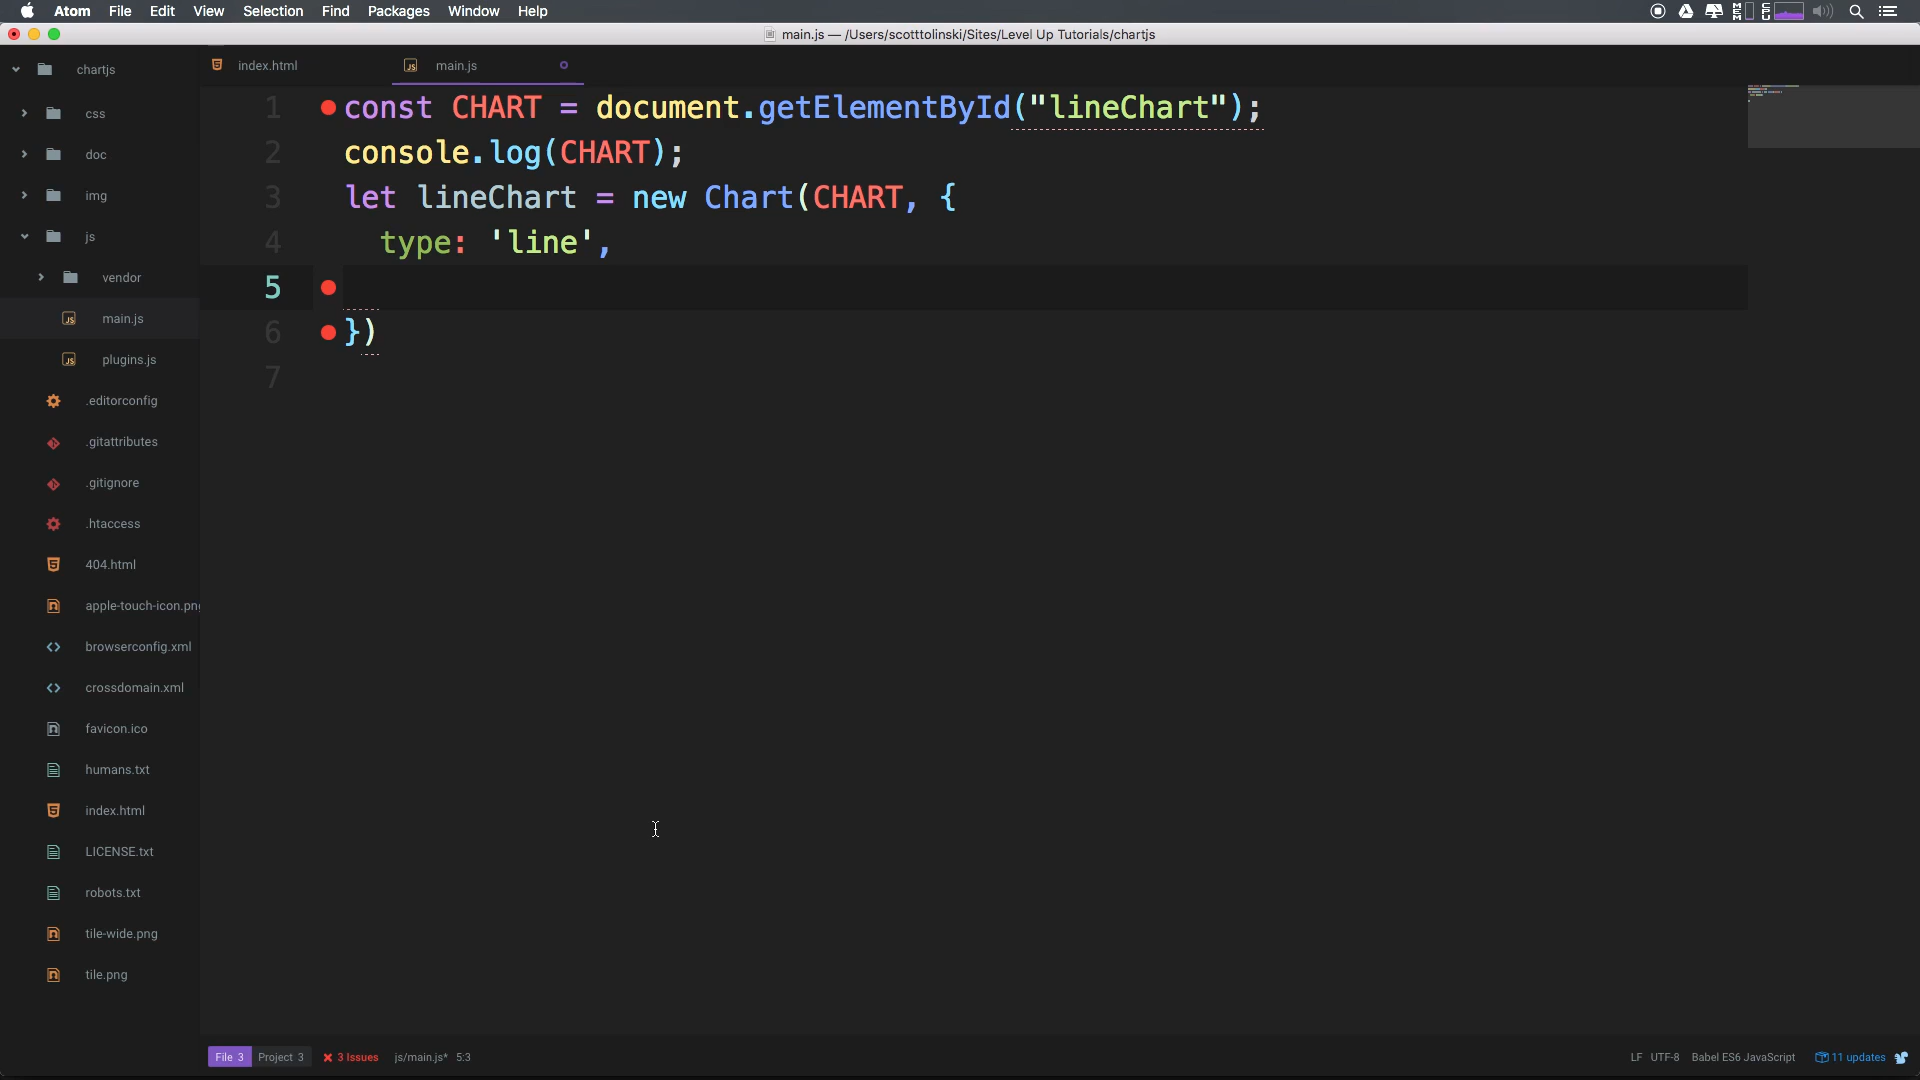 Atom File Edit View Selection Find Packages Window Help
main.js — /Users/scotttolinski/Sites/Level Up Tutorials/chartjs
chartjs
css
doc
img
js
vendor
main.js
plugins.js
.editorconfig
.gitattributes
.gitignore
.htaccess
404.html
apple-touch-icon.png
browserconfig.xml
crossdomain.xml
favicon.ico
humans.txt
index.html
LICENSE.txt
robots.txt
tile-wide.png
tile.png
index.html
main.js
1 const CHART = document.getElementById("lineChart");
2 console.log(CHART);
3 let lineChart = new Chart(CHART, {
4 type: 'line',
5
6 })
7
File 3 Project 3 3 Issues js/main.js* 5:3
LF UTF-8 Babel ES6 JavaScript 11 updates